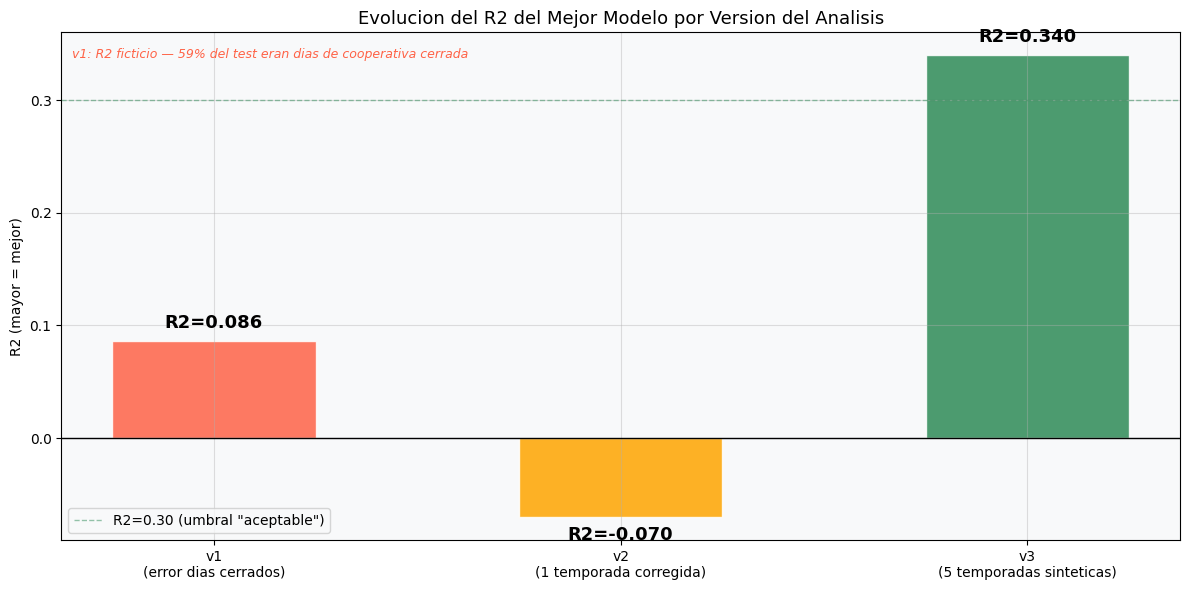 Evolucion del R2 del Mejor Modelo por Version del Analisis
v1: R2 ficticio — 59% del test eran dias de cooperativa cerrada
R2=0.340
R2=0.086
R2=-0.070
R2 (mayor = mejor)
0.3
0.2
0.1
0.0
R2=0.30 (umbral "aceptable")
v1
(error dias cerrados)
v2
(1 temporada corregida)
v3
(5 temporadas sinteticas)